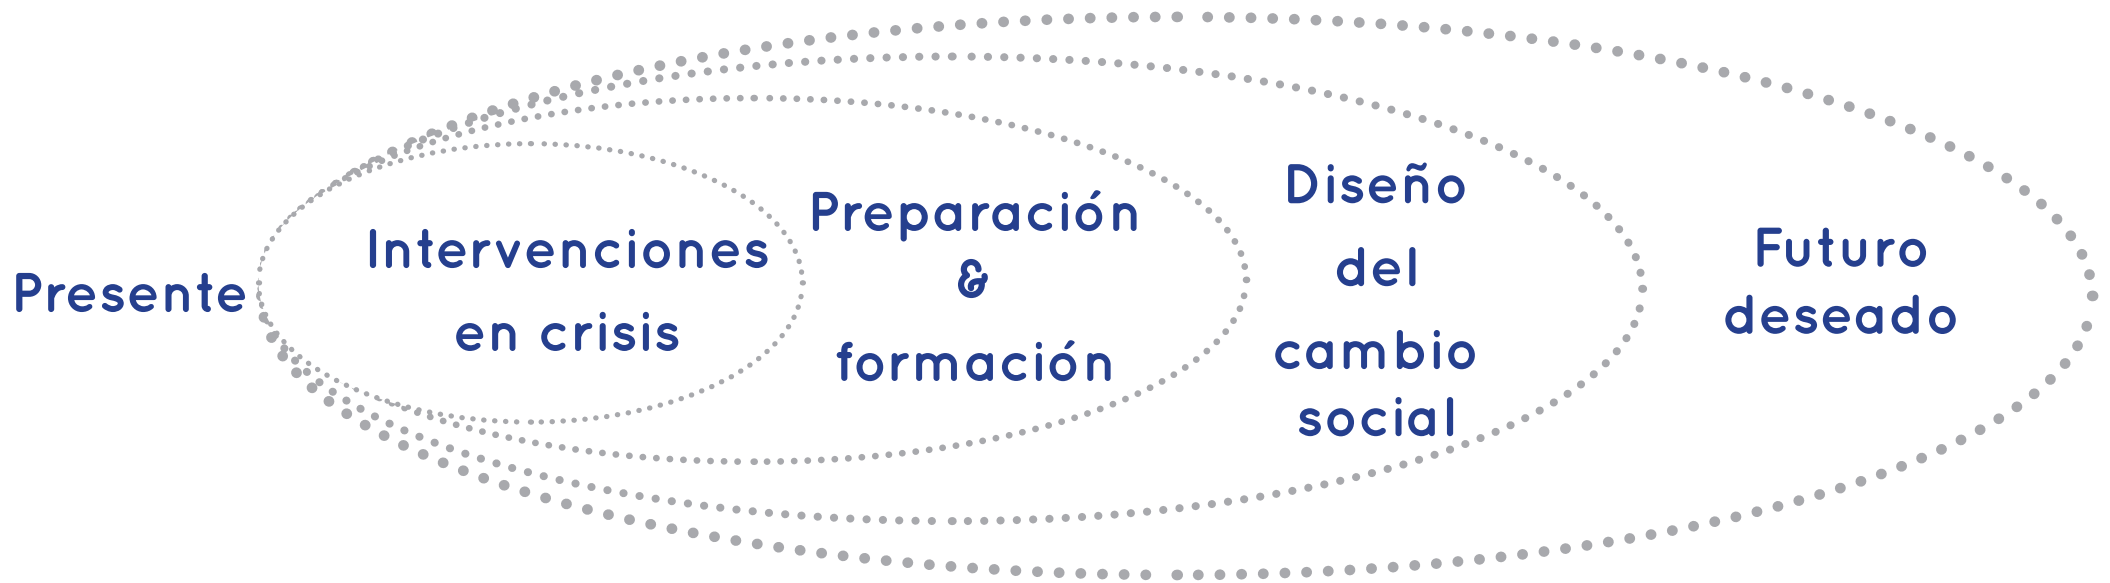 Presente
Intervenciones
en crisis
Preparación
&
formación
Diseño
del
cambio
social
Futuro
deseado